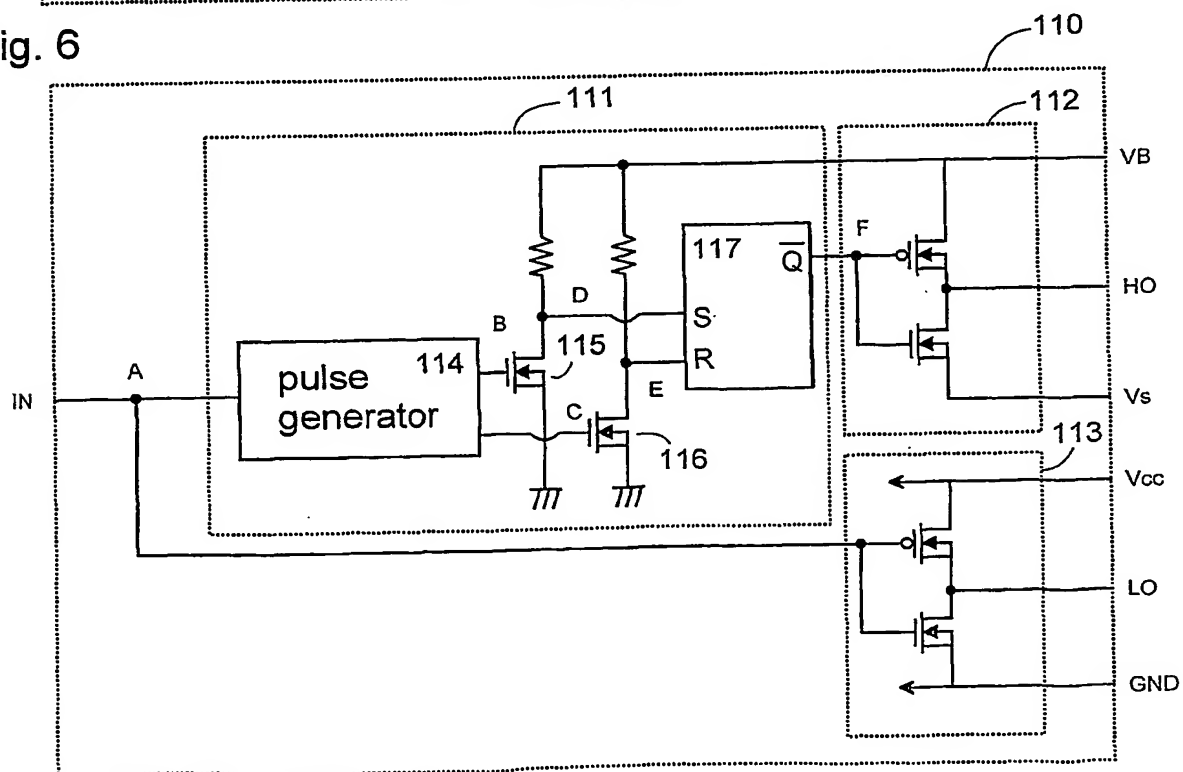 ig. 6
110
111
112
VB
117
Q̅
F
HO
D
S
B
R
114
115
A
pulse
generator
E
IN
C
Vs
116
113
Vcc
LO
GND